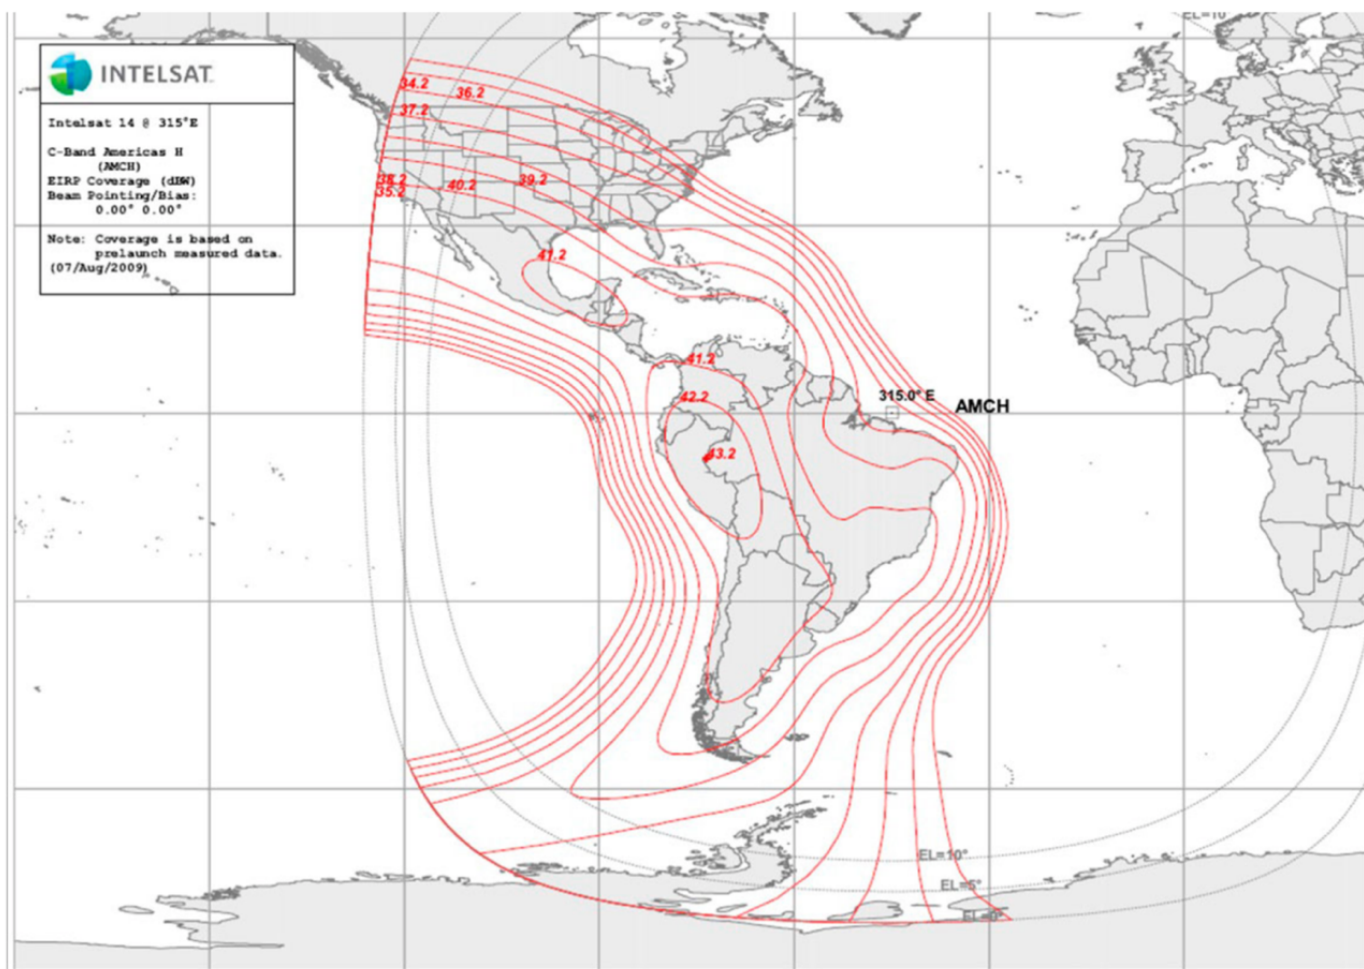 EL=10°
INTELSAT.
Intelsat 14 @ 315°E
C-Band Americas H
(AMCH)
EIRP Coverage (dBW)
Beam Pointing/Bias:
0.00° 0.00°
Note: Coverage is based on
prelaunch measured data.
(07/Aug/2009)
34.2
36.2
37.2
38.2
35.2
40.2
39.2
41.2
41.2
42.2
43.2
315.0° E
AMCH
EL=10°
EL=5°
EL=0°